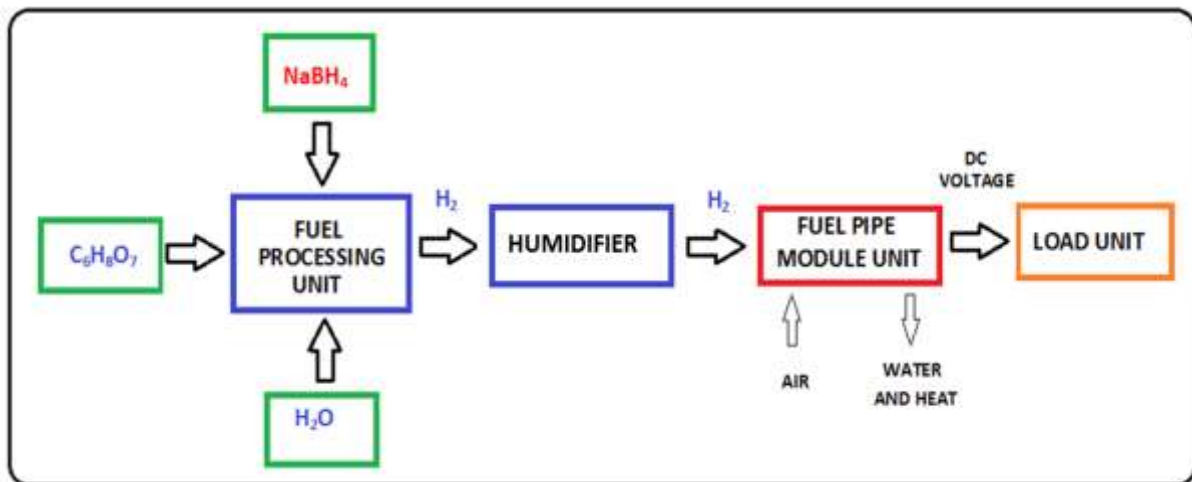 NaBH₄
C₆H₈O₇
FUEL
PROCESSING
UNIT
H₂O
H₂
HUMIDIFIER
H₂
FUEL PIPE
MODULE UNIT
AIR
WATER
AND HEAT
DC
VOLTAGE
LOAD UNIT